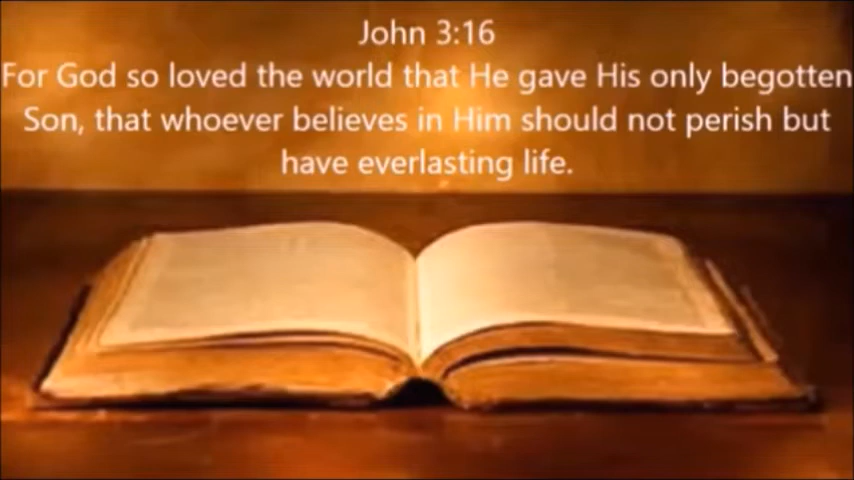 John 3:16
For God so loved the world that He gave His only begotten
Son, that whoever believes in Him should not perish but
have everlasting life.